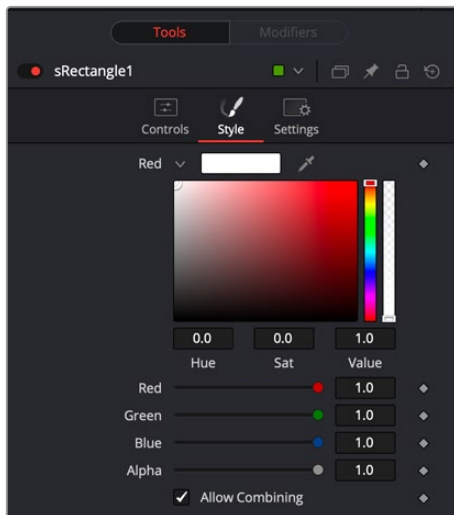 Tools Modifiers
sRectangle1
Controls Style Settings
Red
0.0 0.0 1.0
Hue Sat Value
Red 1.0
Green 1.0
Blue 1.0
Alpha 1.0
Allow Combining